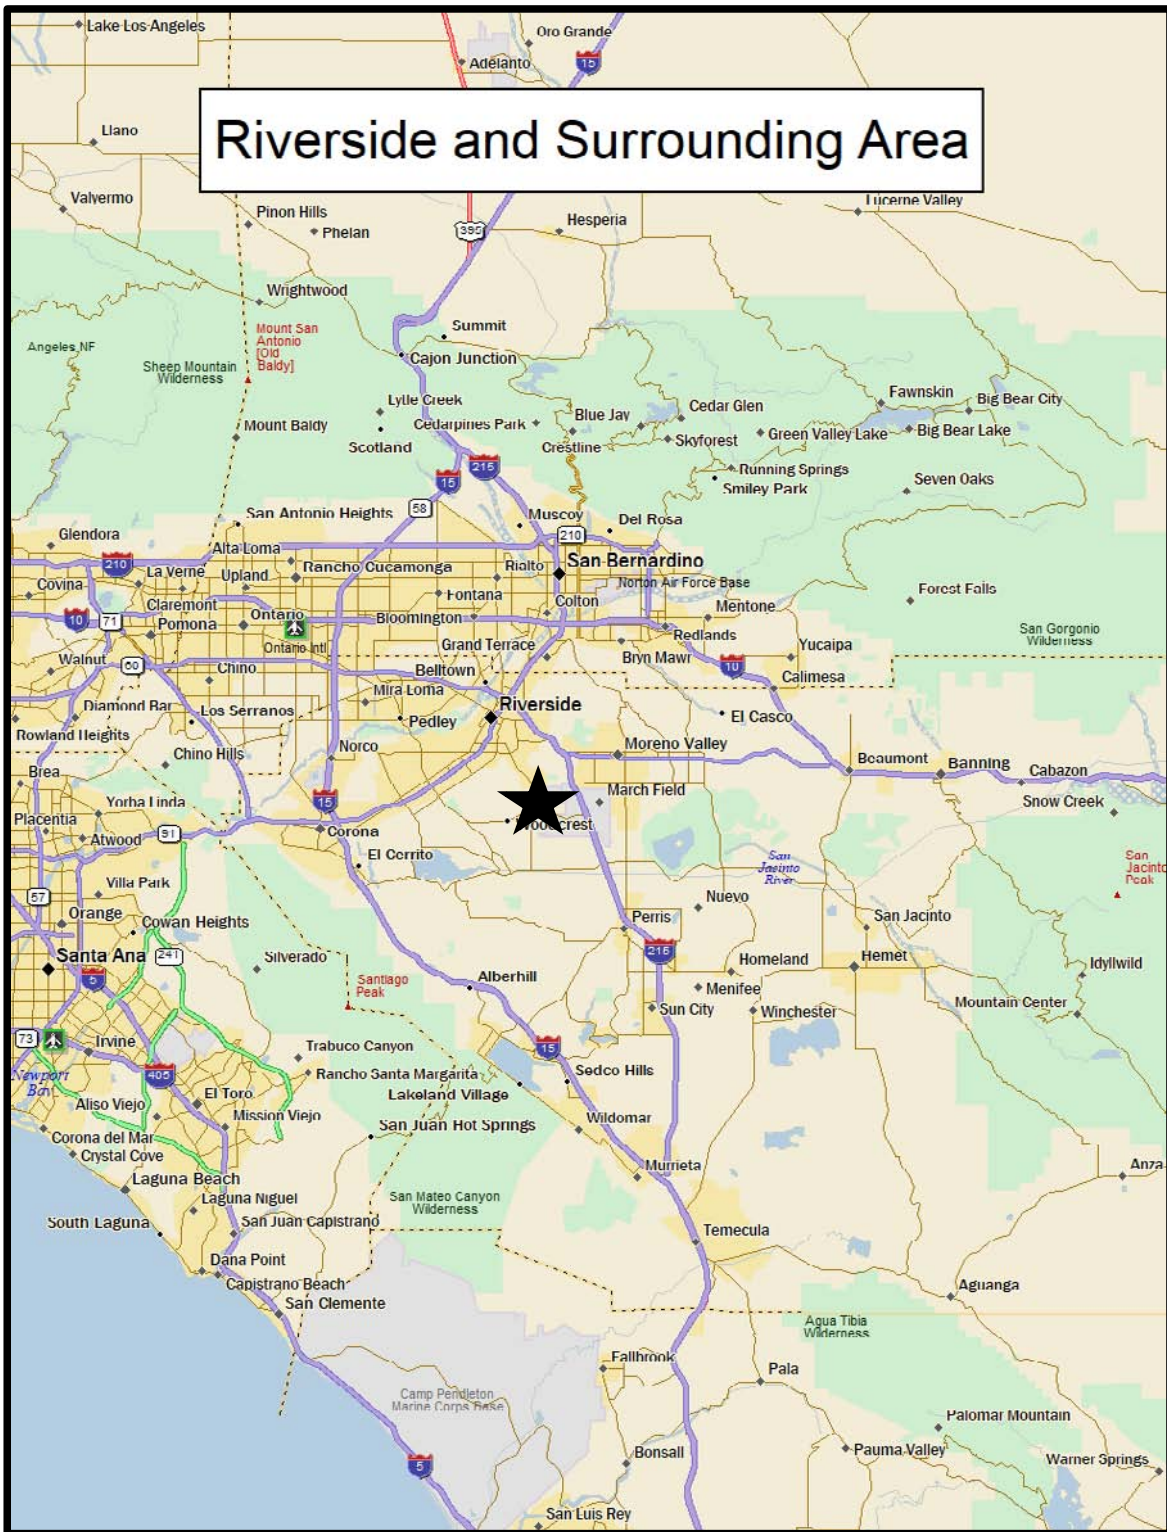 Lake Los Angeles
Oro Grande
Adelanto
15
Llano
Riverside and Surrounding Area
Valvermo
Lucerne Valley
Pinon Hills
Phelan
Hesperia
395
Wrightwood
Summit
Mount San
Antonio
[Old
Baldy]
Angeles NF
Sheep Mountain
Wilderness
Cajon Junction
Lytle Creek
Fawnskin
Big Bear City
Cedar Glen
Blue Jay
Mount Baldy
Cedarpines Park
Green Valley Lake
Big Bear Lake
Scotland
Crestline
Skyforest
215
Running Springs
15
Smiley Park
Seven Oaks
58
San Antonio Heights
Muscoy
Del Rosa
Glendora
210
Alta Loma
210
San Bernardino
La Verne
Upland
Rancho Cucamonga
Rialto
Covina
Norton Air Force Base
Forest Falls
Fontana
Claremont
Colton
Mentone
10
71
Pomona
Ontario
Bloomington
Redlands
San Gorgonio
Wilderness
Ontario Intl
Grand Terrace
Yucaipa
Walnut
60
Chino
Belltown
Bryn Mawr
10
Calimesa
Mira Loma
Diamond Bar
Los Serranos
Riverside
Pedley
El Casco
Rowland Heights
Norco
Moreno Valley
Chino Hills
Beaumont
Banning
Cabazon
Brea
March Field
Snow Creek
Yorba Linda
15
Placentia
91
Corona
Atwood
El Cerrito
San
Jacinto
River
San
Jacinto
Peak
Villa Park
57
Nuevo
Orange
Cowan Heights
Perris
San Jacinto
Santa Ana
241
Silverado
215
Homeland
Hemet
Idyllwild
5
Santiago
Peak
Alberhill
Menifee
Sun City
Winchester
Mountain Center
73
Irvine
Trabuco Canyon
15
Newport
Bay
405
Rancho Santa Margarita
Sedco Hills
El Toro
Lakeland Village
Aliso Viejo
Mission Viejo
Wildomar
San Juan Hot Springs
Corona del Mar
Crystal Cove
Murrieta
Anza
Laguna Beach
Laguna Niguel
San Mateo Canyon
Wilderness
South Laguna
San Juan Capistrano
Temecula
Dana Point
Capistrano Beach
San Clemente
Aguanga
Agua Tibia
Wilderness
Fallbrook
Pala
Camp Pendleton
Marine Corps Base
Palomar Mountain
Bonsall
Pauma Valley
Warner Springs
5
San Luis Rey